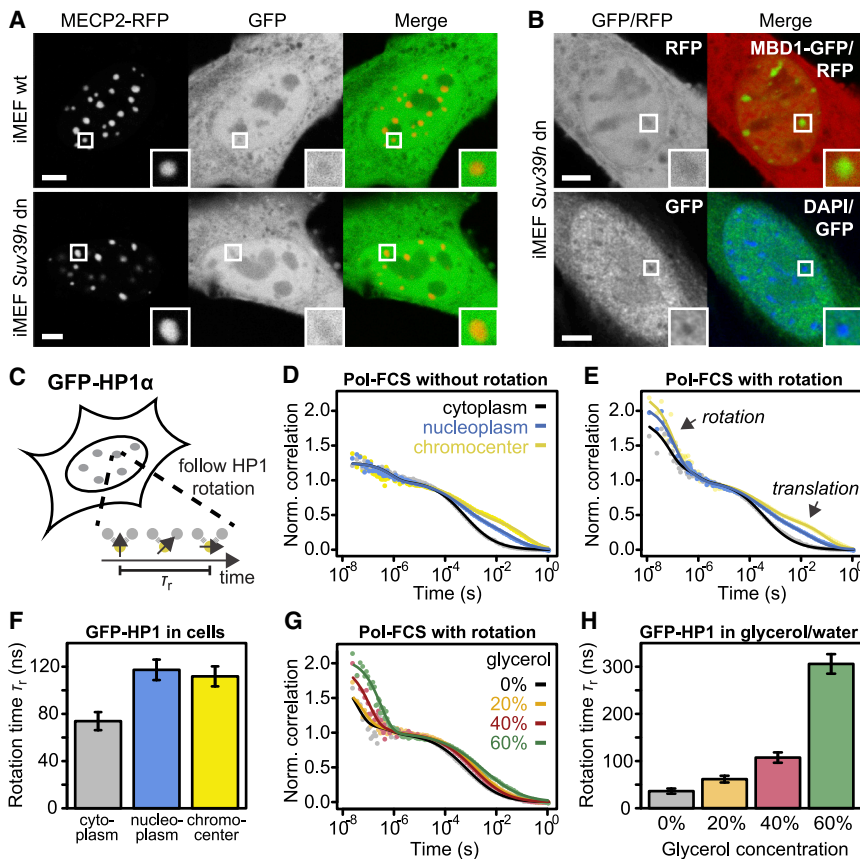 A
MECP2-RFP
GFP
Merge
iMEF wt
iMEF Suv39h dn
B
GFP/RFP
Merge
iMEF Suv39h dn
RFP
MBD1-GFP/
RFP
GFP
DAPI/
GFP
C
GFP-HP1α
follow HP1
rotation
time
τr
D
Pol-FCS without rotation
Norm. correlation
2.0
1.5
1.0
0.5
0.0
cytoplasm
nucleoplasm
chromocenter
10-8
10-6
10-4
10-2
100
Time (s)
E
Pol-FCS with rotation
Norm. correlation
2.0
1.5
1.0
0.5
0.0
rotation
translation
10-8
10-6
10-4
10-2
100
Time (s)
F
GFP-HP1 in cells
Rotation time τr (ns)
120
80
40
0
cyto-
plasm
nucleo-
plasm
chromo-
center
G
Pol-FCS with rotation
Norm. correlation
2.0
1.5
1.0
0.5
0.0
glycerol
0%
20%
40%
60%
10-8
10-6
10-4
10-2
100
Time (s)
H
GFP-HP1 in glycerol/water
Rotation time τr (ns)
300
200
100
50
0
0%
20%
40%
60%
Glycerol concentration